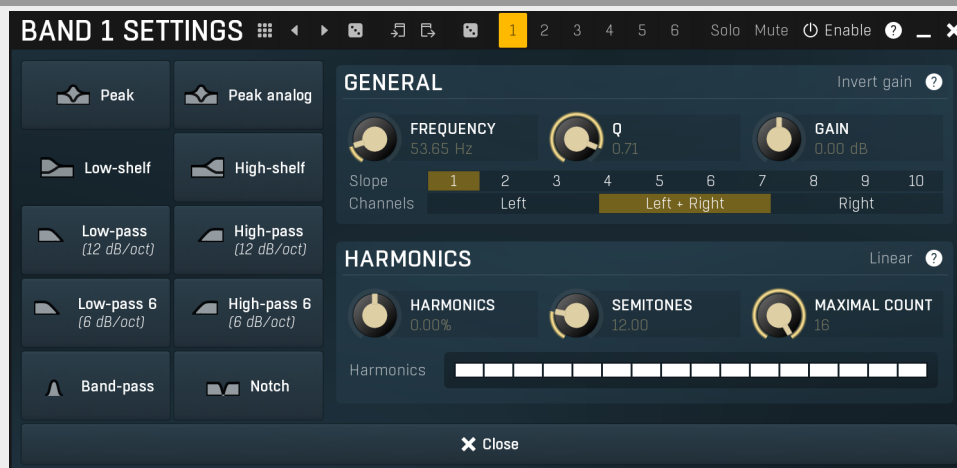 BAND 1 SETTINGS 1 2 3 4 5 6 Solo Mute Enable ?
Peak Peak analog
Low-shelf High-shelf
Low-pass (12 dB/oct) High-pass (12 dB/oct)
Low-pass 6 (6 dB/oct) High-pass 6 (6 dB/oct)
Band-pass Notch
GENERAL Invert gain ?
FREQUENCY Q GAIN
53.65 Hz 0.71 0.00 dB
Slope 1 2 3 4 5 6 7 8 9 10
Channels Left Left + Right Right
HARMONICS Linear ?
HARMONICS SEMITONES MAXIMAL COUNT
0.00% 12.00 16
Harmonics
Close